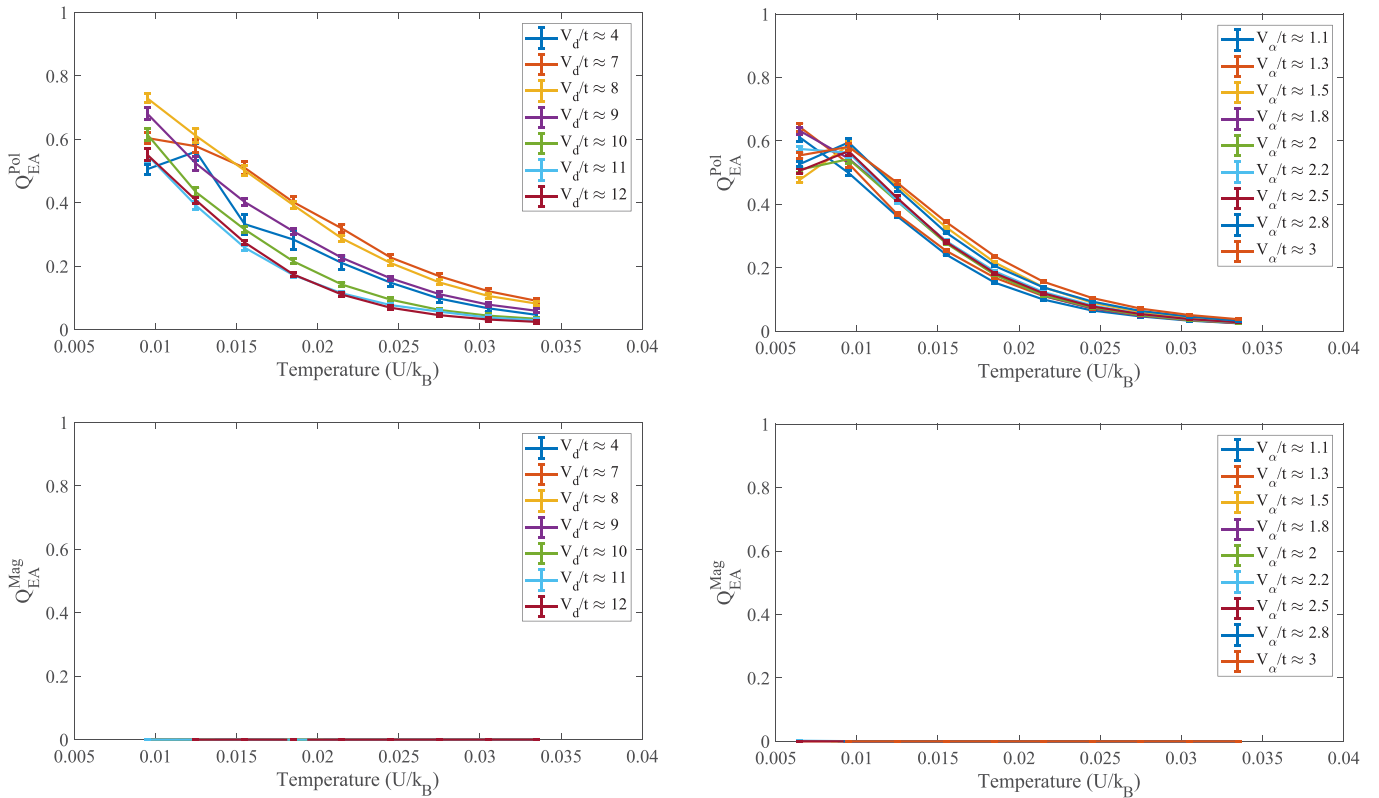 1
0.8
0.6
0.4
0.2
0
Q_EA^Pol
0.005 0.01 0.015 0.02 0.025 0.03 0.035 0.04
Temperature (U/k_B)
V_d/t ≈ 4
V_d/t ≈ 7
V_d/t ≈ 8
V_d/t ≈ 9
V_d/t ≈ 10
V_d/t ≈ 11
V_d/t ≈ 12
1
0.8
0.6
0.4
0.2
0
Q_EA^Pol
0.005 0.01 0.015 0.02 0.025 0.03 0.035 0.04
Temperature (U/k_B)
V_α/t ≈ 1.1
V_α/t ≈ 1.3
V_α/t ≈ 1.5
V_α/t ≈ 1.8
V_α/t ≈ 2
V_α/t ≈ 2.2
V_α/t ≈ 2.5
V_α/t ≈ 2.8
V_α/t ≈ 3
1
0.8
0.6
0.4
0.2
0
Q_EA^Mag
0.005 0.01 0.015 0.02 0.025 0.03 0.035 0.04
Temperature (U/k_B)
V_d/t ≈ 4
V_d/t ≈ 7
V_d/t ≈ 8
V_d/t ≈ 9
V_d/t ≈ 10
V_d/t ≈ 11
V_d/t ≈ 12
1
0.8
0.6
0.4
0.2
0
Q_EA^Mag
0.005 0.01 0.015 0.02 0.025 0.03 0.035 0.04
Temperature (U/k_B)
V_α/t ≈ 1.1
V_α/t ≈ 1.3
V_α/t ≈ 1.5
V_α/t ≈ 1.8
V_α/t ≈ 2
V_α/t ≈ 2.2
V_α/t ≈ 2.5
V_α/t ≈ 2.8
V_α/t ≈ 3